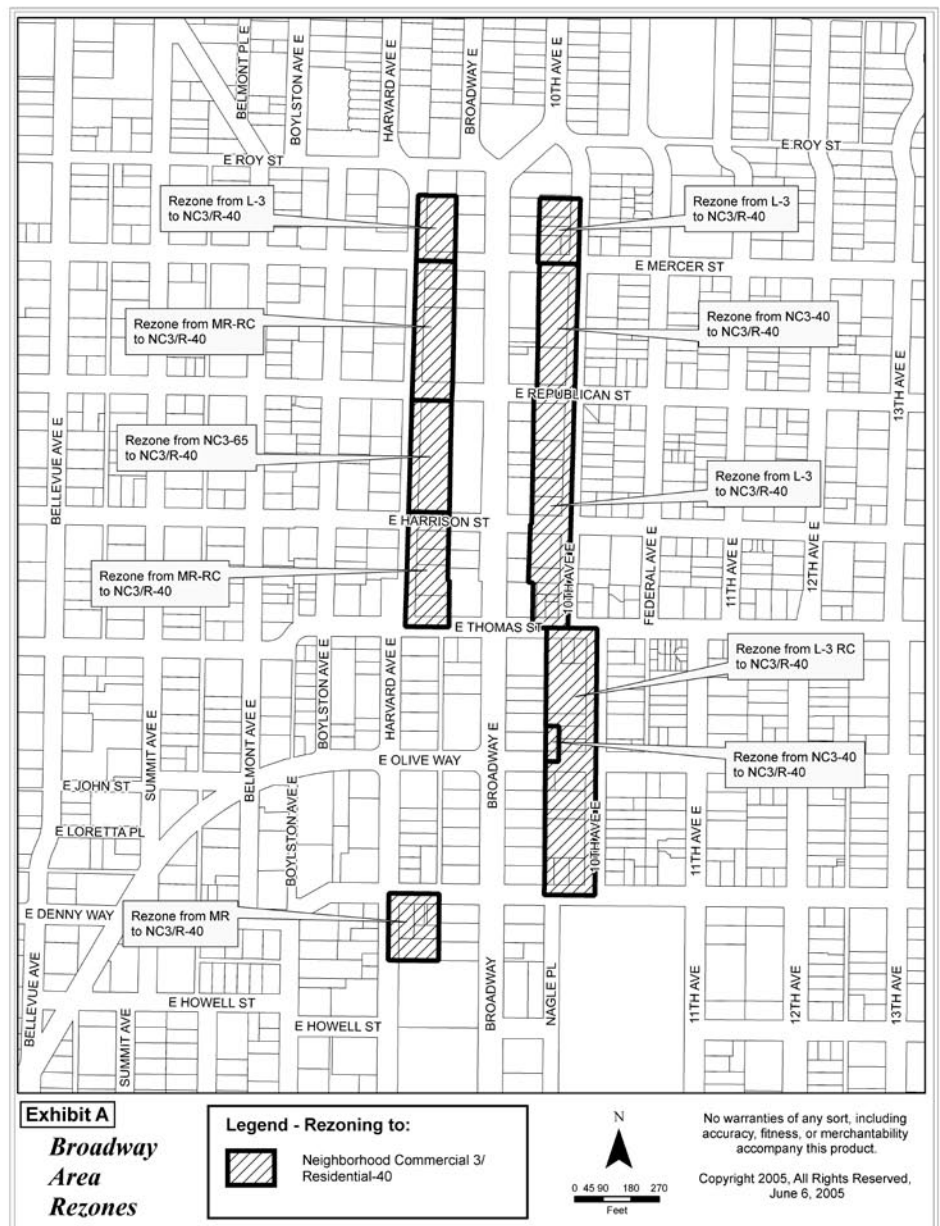 BELMONT PL E
BOYLSTON AVE E
HARVARD AVE E
BROADWAY E
10TH AVE E
E ROY ST
E ROY ST
Rezone from L-3
to NC3/R-40
Rezone from L-3
to NC3/R-40
E MERCER ST
Rezone from MR-RC
to NC3/R-40
Rezone from NC3-40
to NC3/R-40
13TH AVE E
E REPUBLICAN ST
Rezone from NC3-65
to NC3/R-40
BELLEVUE AVE E
Rezone from L-3
to NC3/R-40
E HARRISON ST
Rezone from MR-RC
to NC3/R-40
10TH AVE E
FEDERAL AVE E
11TH AVE E
12TH AVE E
E THOMAS ST
Rezone from L-3 RC
to NC3/R-40
SUMMIT AVE E
BELMONT AVE E
BOYLSTON AVE E
HARVARD AVE E
BROADWAY E
E OLIVE WAY
Rezone from NC3-40
to NC3/R-40
E JOHN ST
E LORETTA PL
BOYLSTON AVE E
10TH AVE E
11TH AVE E
E DENNY WAY
Rezone from MR
to NC3/R-40
BELLEVUE AVE
SUMMIT AVE
E HOWELL ST
E HOWELL ST
BROADWAY
NAGLE PL
11TH AVE
12TH AVE
13TH AVE
Exhibit A
Broadway
Area
Rezones
Legend - Rezoning to:
Neighborhood Commercial 3/
Residential-40
N
0 45 90 180 270
Feet
No warranties of any sort, including
accuracy, fitness, or merchantability
accompany this product.
Copyright 2005, All Rights Reserved,
June 6, 2005